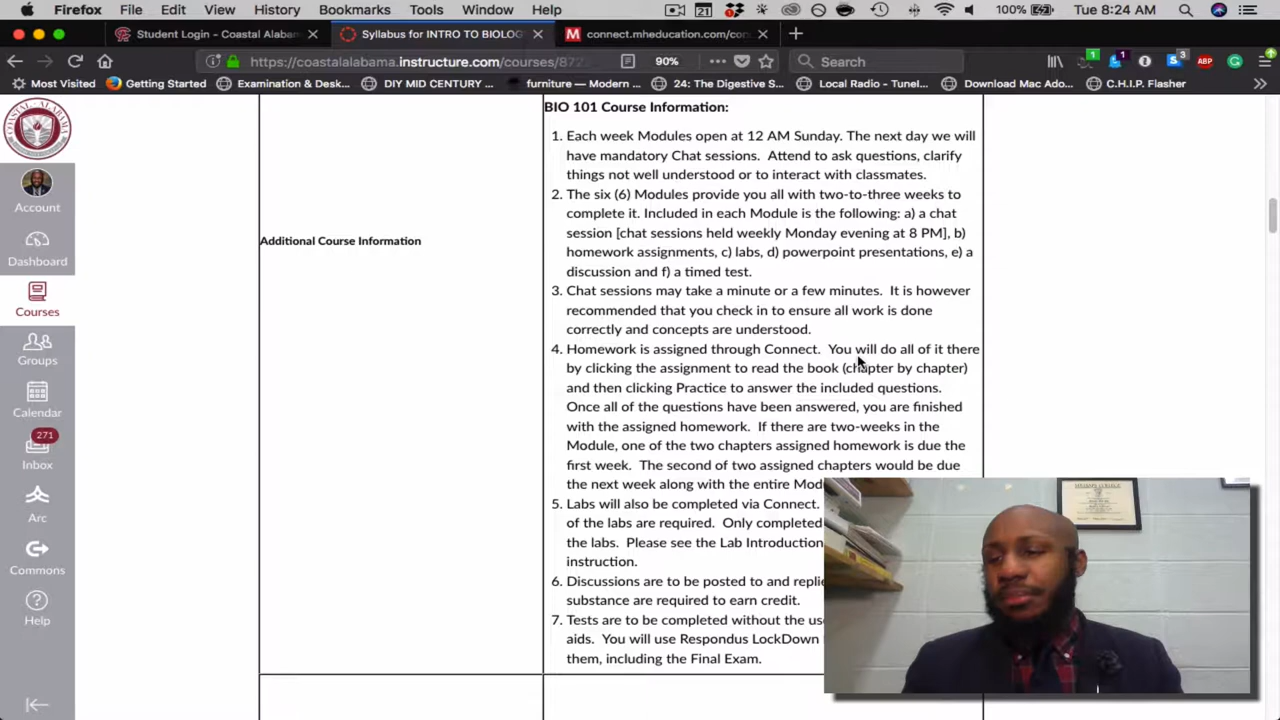 Firefox File Edit View History Bookmarks Tools Window Help 21 100% Tue 8:24 AM
Student Login - Coastal Alabam Syllabus for INTRO TO BIOLOG connect.mheducation.com/con
https://coastalalabama.instructure.com/courses/872 90% Search 1 1 3 ABP
Most Visited Getting Started Examination & Desk... DIY MID CENTURY ... furniture — Modern ... 24: The Digestive S... Local Radio - Tunel... Download Mac Ado... C.H.I.P. Flasher
Account
Dashboard
Courses
Groups
Calendar
271
Inbox
Arc
Commons
Help
Additional Course Information
BIO 101 Course Information:
1. Each week Modules open at 12 AM Sunday. The next day we will
have mandatory Chat sessions. Attend to ask questions, clarify
things not well understood or to interact with classmates.
2. The six (6) Modules provide you all with two-to-three weeks to
complete it. Included in each Module is the following: a) a chat
session [chat sessions held weekly Monday evening at 8 PM], b)
homework assignments, c) labs, d) powerpoint presentations, e) a
discussion and f) a timed test.
3. Chat sessions may take a minute or a few minutes. It is however
recommended that you check in to ensure all work is done
correctly and concepts are understood.
4. Homework is assigned through Connect. You will do all of it there
by clicking the assignment to read the book (chapter by chapter)
and then clicking Practice to answer the included questions.
Once all of the questions have been answered, you are finished
with the assigned homework. If there are two-weeks in the
Module, one of the two chapters assigned homework is due the
first week. The second of two assigned chapters would be due
the next week along with the entire Mod
5. Labs will also be completed via Connect.
of the labs are required. Only completed
the labs. Please see the Lab Introduction
instruction.
6. Discussions are to be posted to and replie
substance are required to earn credit.
7. Tests are to be completed without the use
aids. You will use Respondus LockDown
them, including the Final Exam.